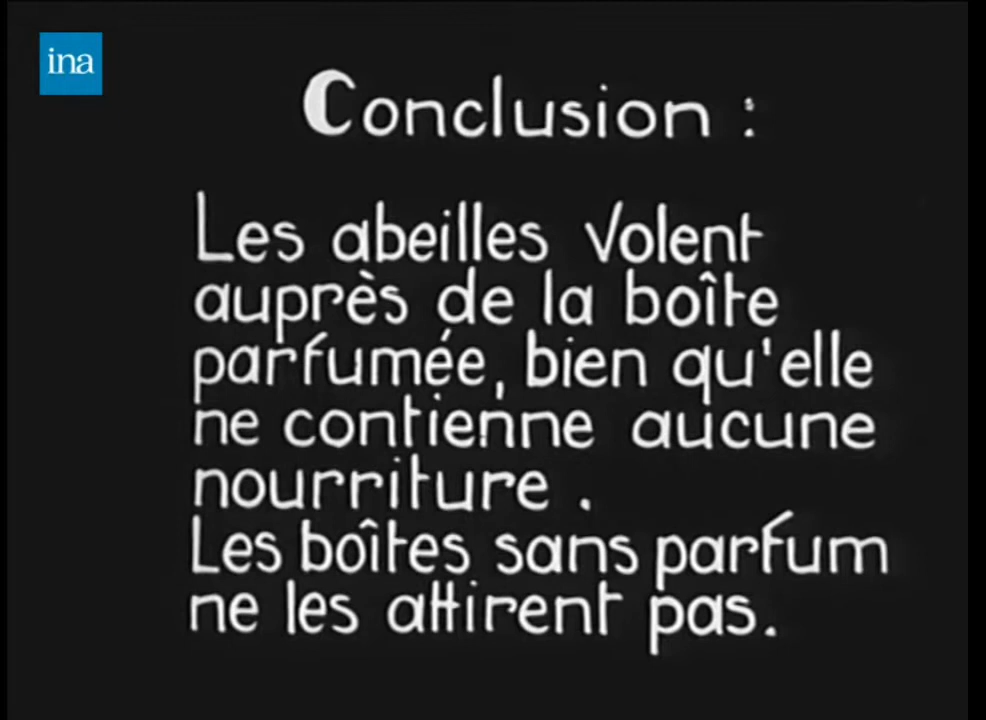 ina
Conclusion :
Les abeilles volent
auprès de la boîte
parfumée, bien qu'elle
ne contienne aucune
nourriture .
Les boîtes sans parfum
ne les attirent pas.